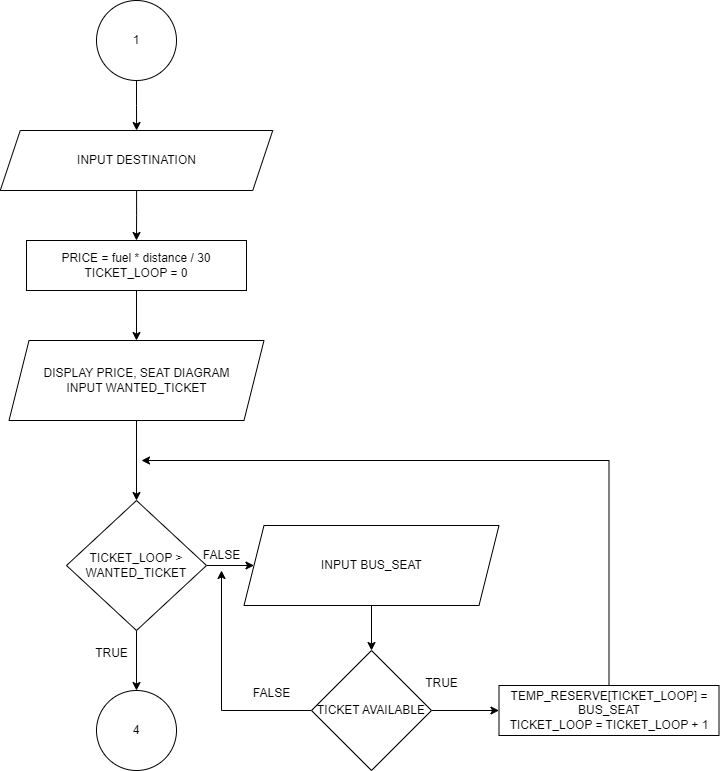 1
INPUT DESTINATION
PRICE = fuel * distance / 30
TICKET_LOOP = 0
DISPLAY PRICE, SEAT DIAGRAM
INPUT WANTED_TICKET
TICKET_LOOP >
WANTED_TICKET
FALSE
INPUT BUS_SEAT
TRUE
4
TICKET AVAILABLE
FALSE
TRUE
TEMP_RESERVE[TICKET_LOOP] =
BUS_SEAT
TICKET_LOOP = TICKET_LOOP + 1